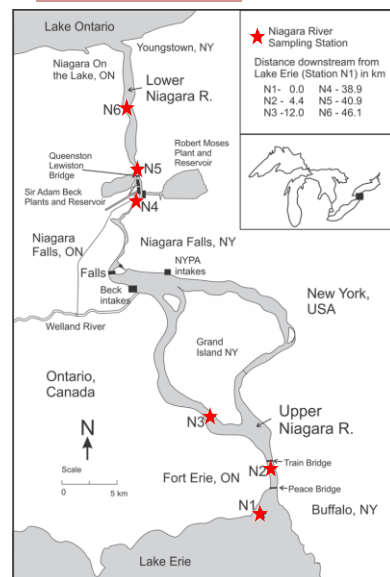 Lake Ontario
Youngstown, NY
Niagara On
the Lake, ON
Lower
Niagara R.
N6
Queenston
Lewiston
Bridge
N5
Robert Moses
Plant and
Reservoir
Sir Adam Beck
Plants and Reservoir
N4
Niagara
Falls, ON
Niagara Falls, NY
Falls
NYPA
intakes
Beck
intakes
Welland River
New York,
USA
Grand
Island NY
Ontario,
Canada
N
Scale
0
5 km
N3
Upper
Niagara R.
Train Bridge
N2
Fort Erie, ON
Peace Bridge
N1
Buffalo, NY
Lake Erie
Niagara River
Sampling Station
Distance downstream from
Lake Erie (Station N1) in km
N1- 0.0 N4 - 38.9
N2 - 4.4 N5 - 40.9
N3 -12.0 N6 - 46.1